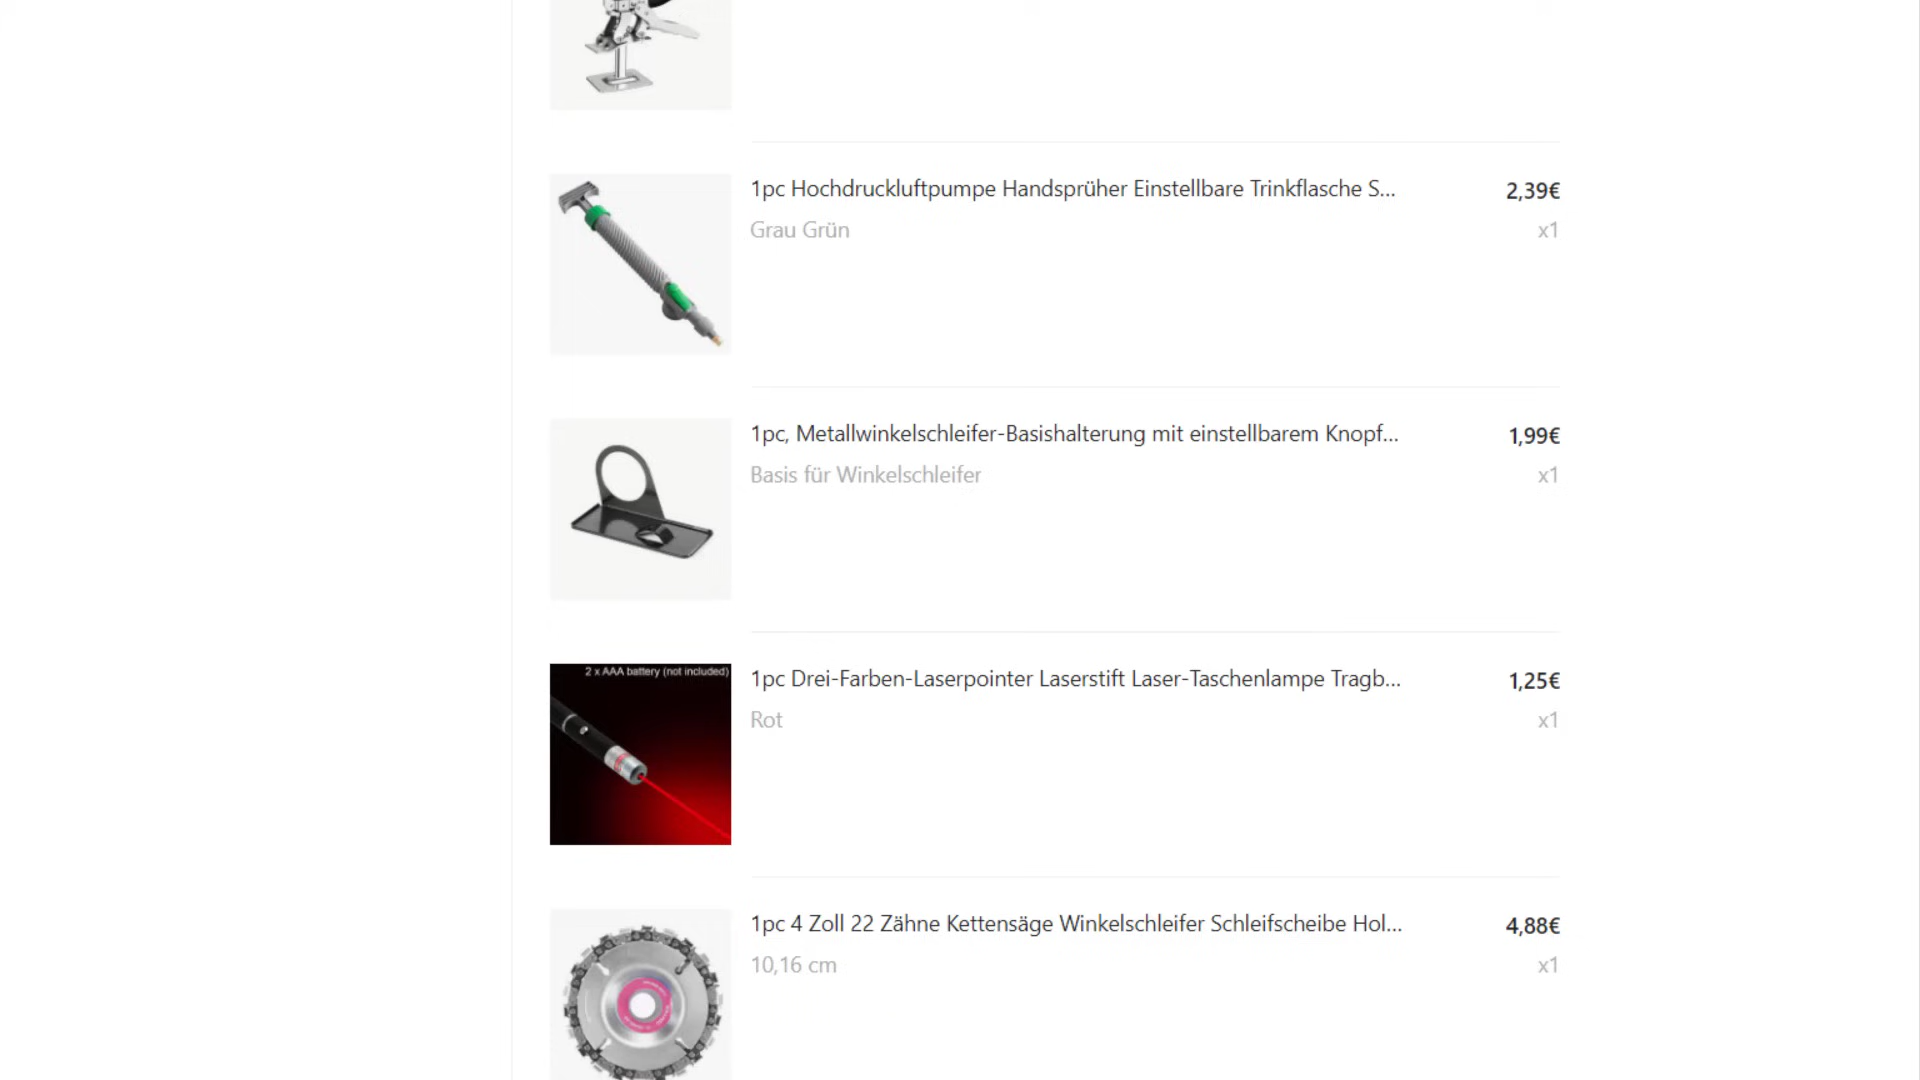 1pc Hochdruckluftpumpe Handsprüher Einstellbare Trinkflasche S...
2,39€
Grau Grün
x1
1pc, Metallwinkelschleifer-Basishalterung mit einstellbarem Knopf...
1,99€
Basis für Winkelschleifer
x1
2 x AAA battery (not included)
1pc Drei-Farben-Laserpointer Laserstift Laser-Taschenlampe Tragb...
1,25€
Rot
x1
1pc 4 Zoll 22 Zähne Kettensäge Winkelschleifer Schleifscheibe Hol...
4,88€
10,16 cm
x1